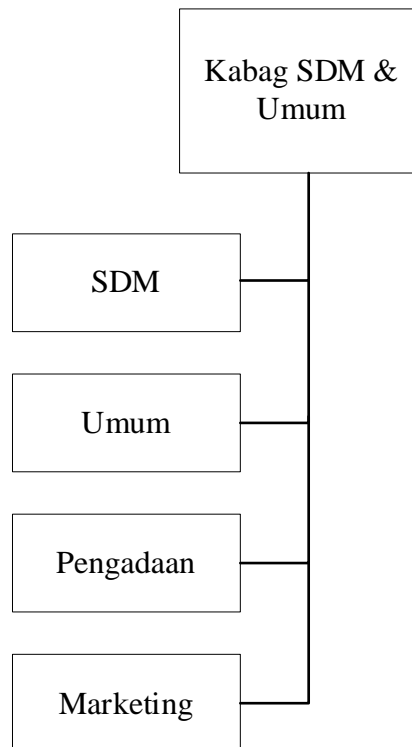 Kabag SDM &
Umum
SDM
Umum
Pengadaan
Marketing